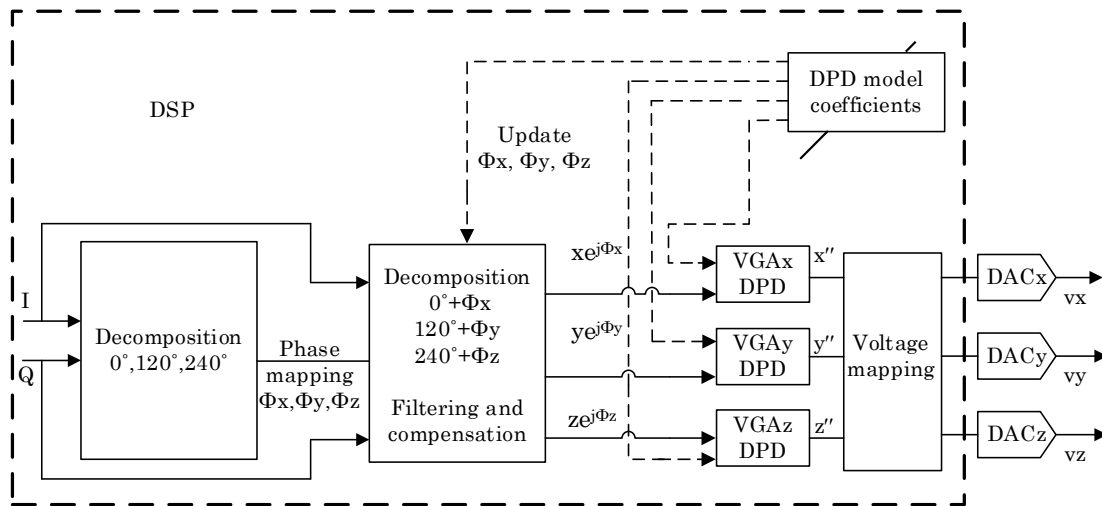 DSP
DPD model
coefficients
Update
Φx, Φy, Φz
I
Q
Decomposition
0°,120°,240°
Phase
mapping
Φx,Φy,Φz
Decomposition
0°+Φx
120°+Φy
240°+Φz
Filtering and
compensation
xe^jΦx
ye^jΦy
ze^jΦz
VGAx
DPD
x″
VGAy
DPD
y″
VGAz
DPD
z″
Voltage
mapping
DACx
vx
DACy
vy
DACz
vz